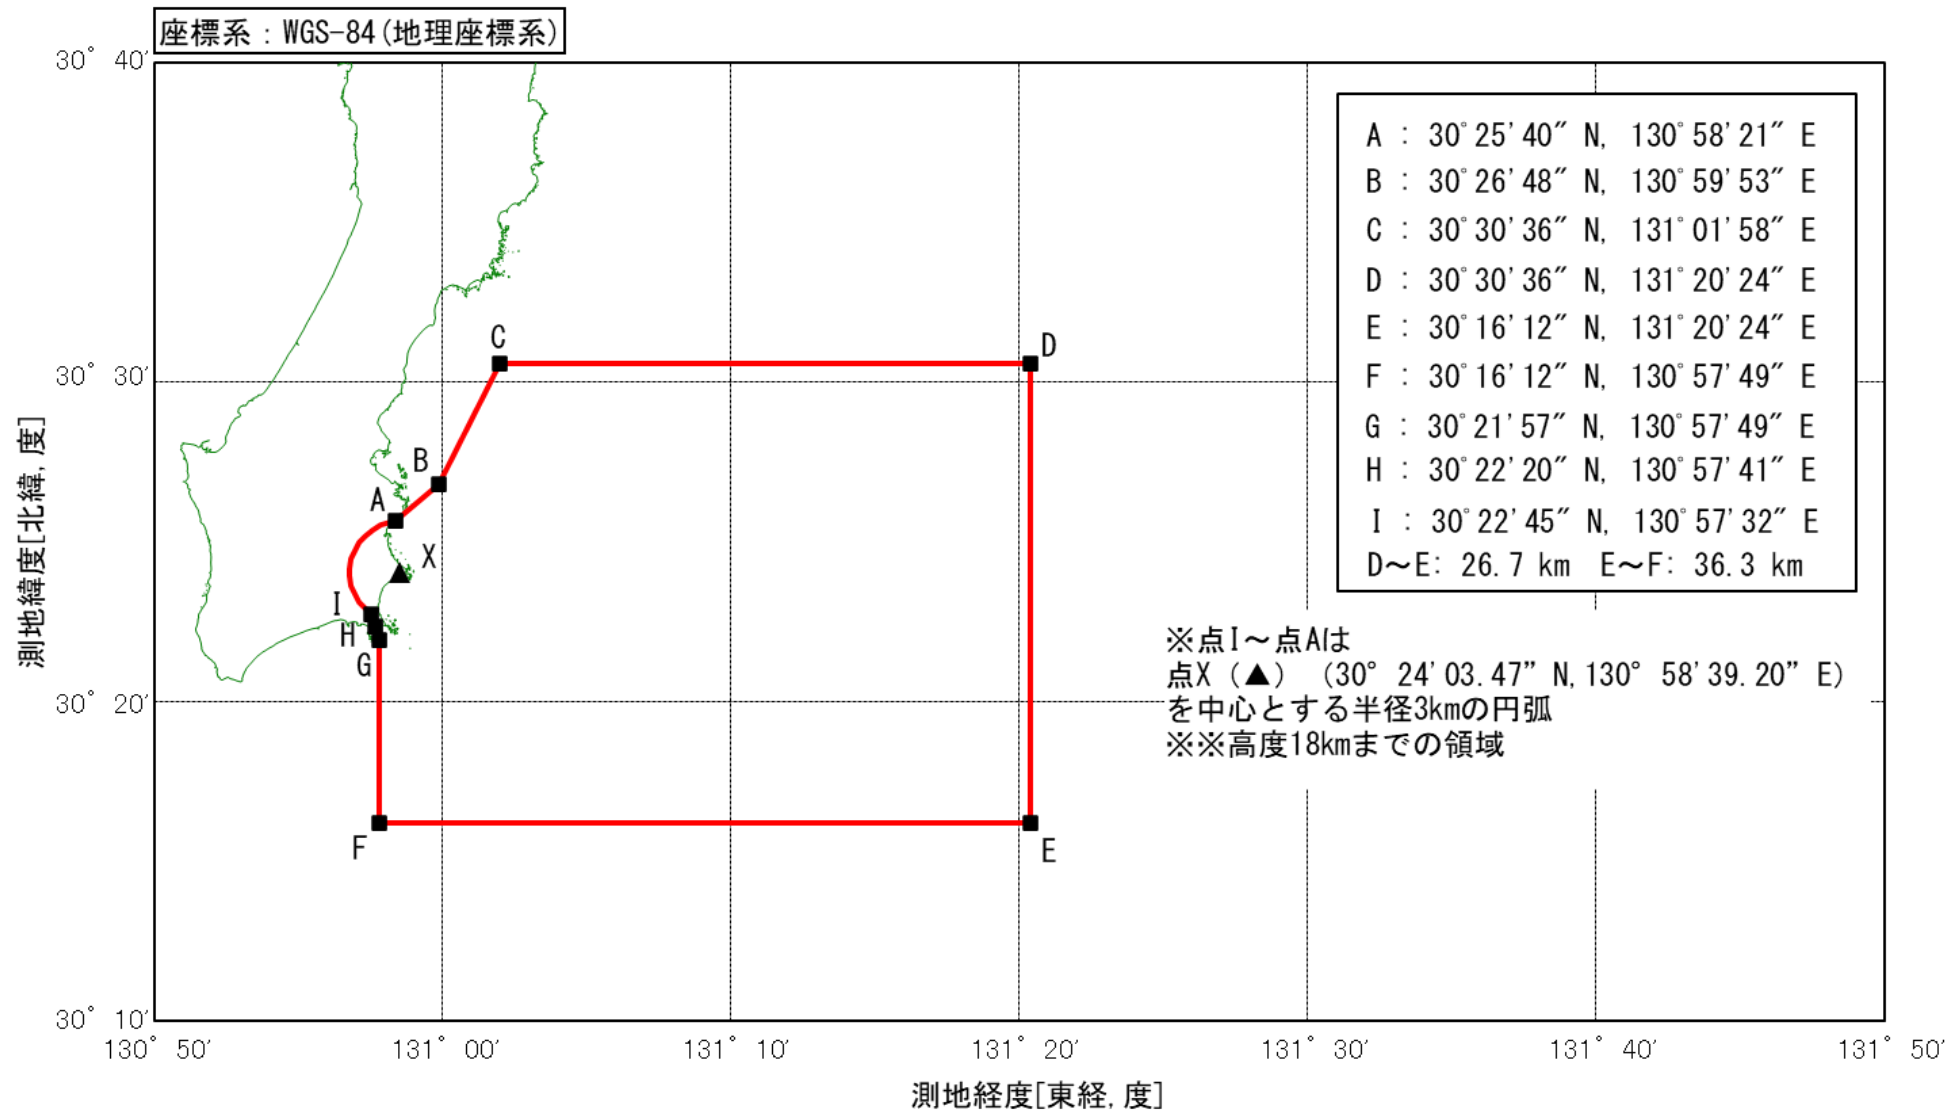 座標系：WGS-84(地理座標系)
30° 40′
30° 30′
30° 20′
30° 10′
測地緯度[北緯,度]
130° 50′ 131° 00′ 131° 10′ 131° 20′ 131° 30′ 131° 40′ 131° 50′
測地経度[東経,度]
C
D
B
A
X
I
H
G
F
E
A : 30°25′40″ N, 130°58′21″ E
B : 30°26′48″ N, 130°59′53″ E
C : 30°30′36″ N, 131°01′58″ E
D : 30°30′36″ N, 131°20′24″ E
E : 30°16′12″ N, 131°20′24″ E
F : 30°16′12″ N, 130°57′49″ E
G : 30°21′57″ N, 130°57′49″ E
H : 30°22′20″ N, 130°57′41″ E
I : 30°22′45″ N, 130°57′32″ E
D～E: 26.7 km E～F: 36.3 km
※点I～点Aは
点X（▲）（30° 24′03.47” N,130° 58′39.20” E)
を中心とする半径3kmの円弧
※※高度18kmまでの領域